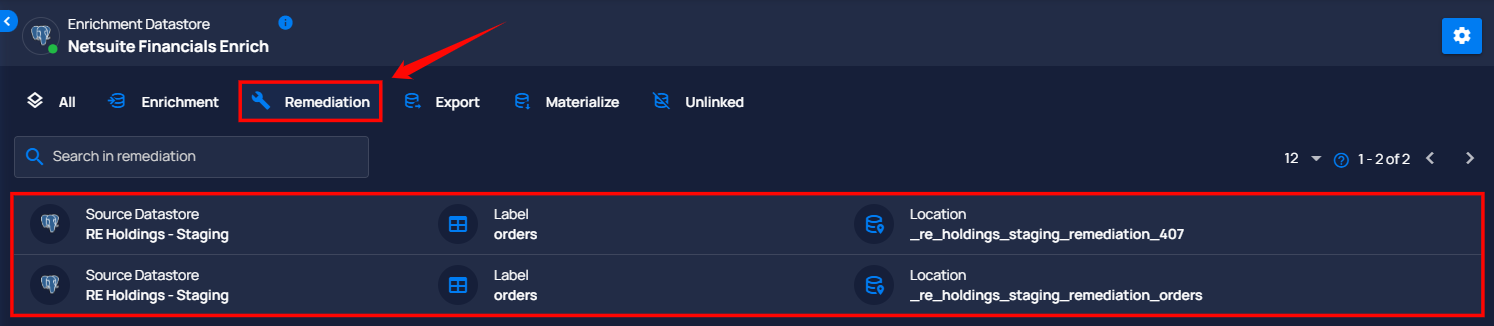 Enrichment Datastore
Netsuite Financials Enrich
All Enrichment Remediation Export Materialize Unlinked
Search in remediation
12 1 - 2 of 2
Source Datastore Label Location
RE Holdings - Staging orders _re_holdings_staging_remediation_407
Source Datastore Label Location
RE Holdings - Staging orders _re_holdings_staging_remediation_orders